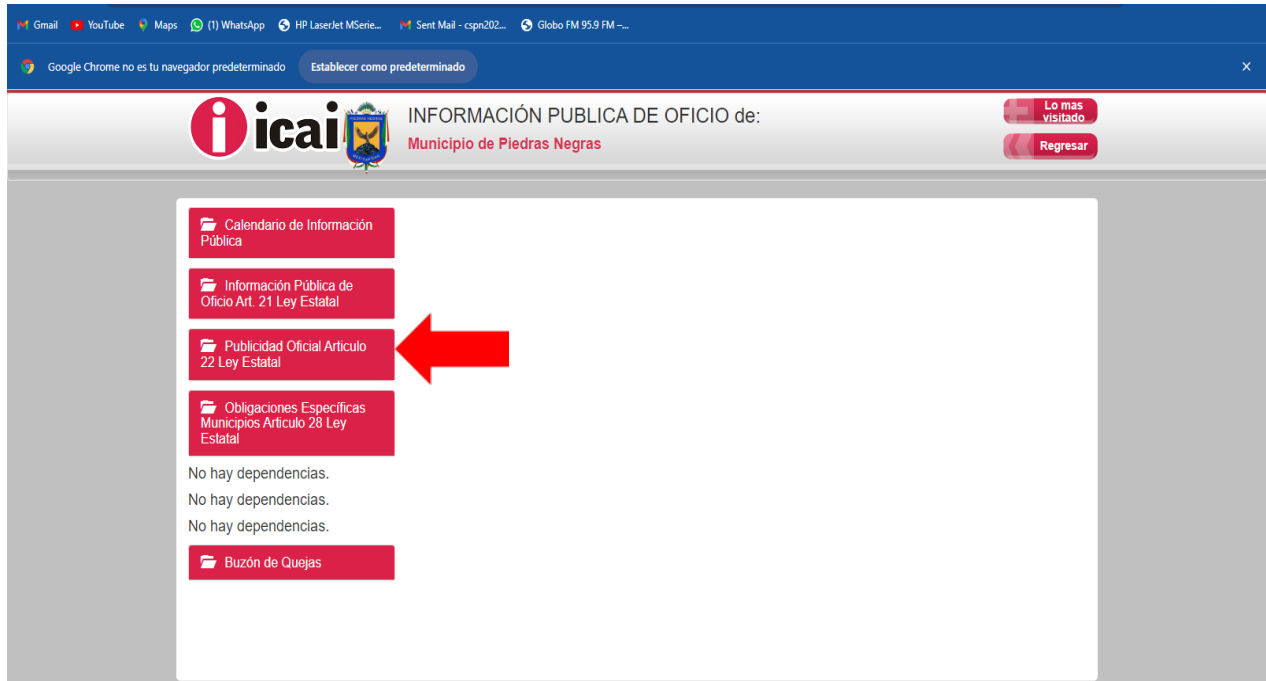 Gmail YouTube Maps (1) WhatsApp HP LaserJet MSerie... Sent Mail - cspn202... Globo FM 95.9 FM –...
Google Chrome no es tu navegador predeterminado Establecer como predeterminado
icai INFORMACIÓN PUBLICA DE OFICIO de:
Municipio de Piedras Negras
Lo mas
visitado
Regresar
Calendario de Información
Pública
Información Pública de
Oficio Art. 21 Ley Estatal
Publicidad Oficial Articulo
22 Ley Estatal
Obligaciones Específicas
Municipios Articulo 28 Ley
Estatal
No hay dependencias.
No hay dependencias.
No hay dependencias.
Buzón de Quejas